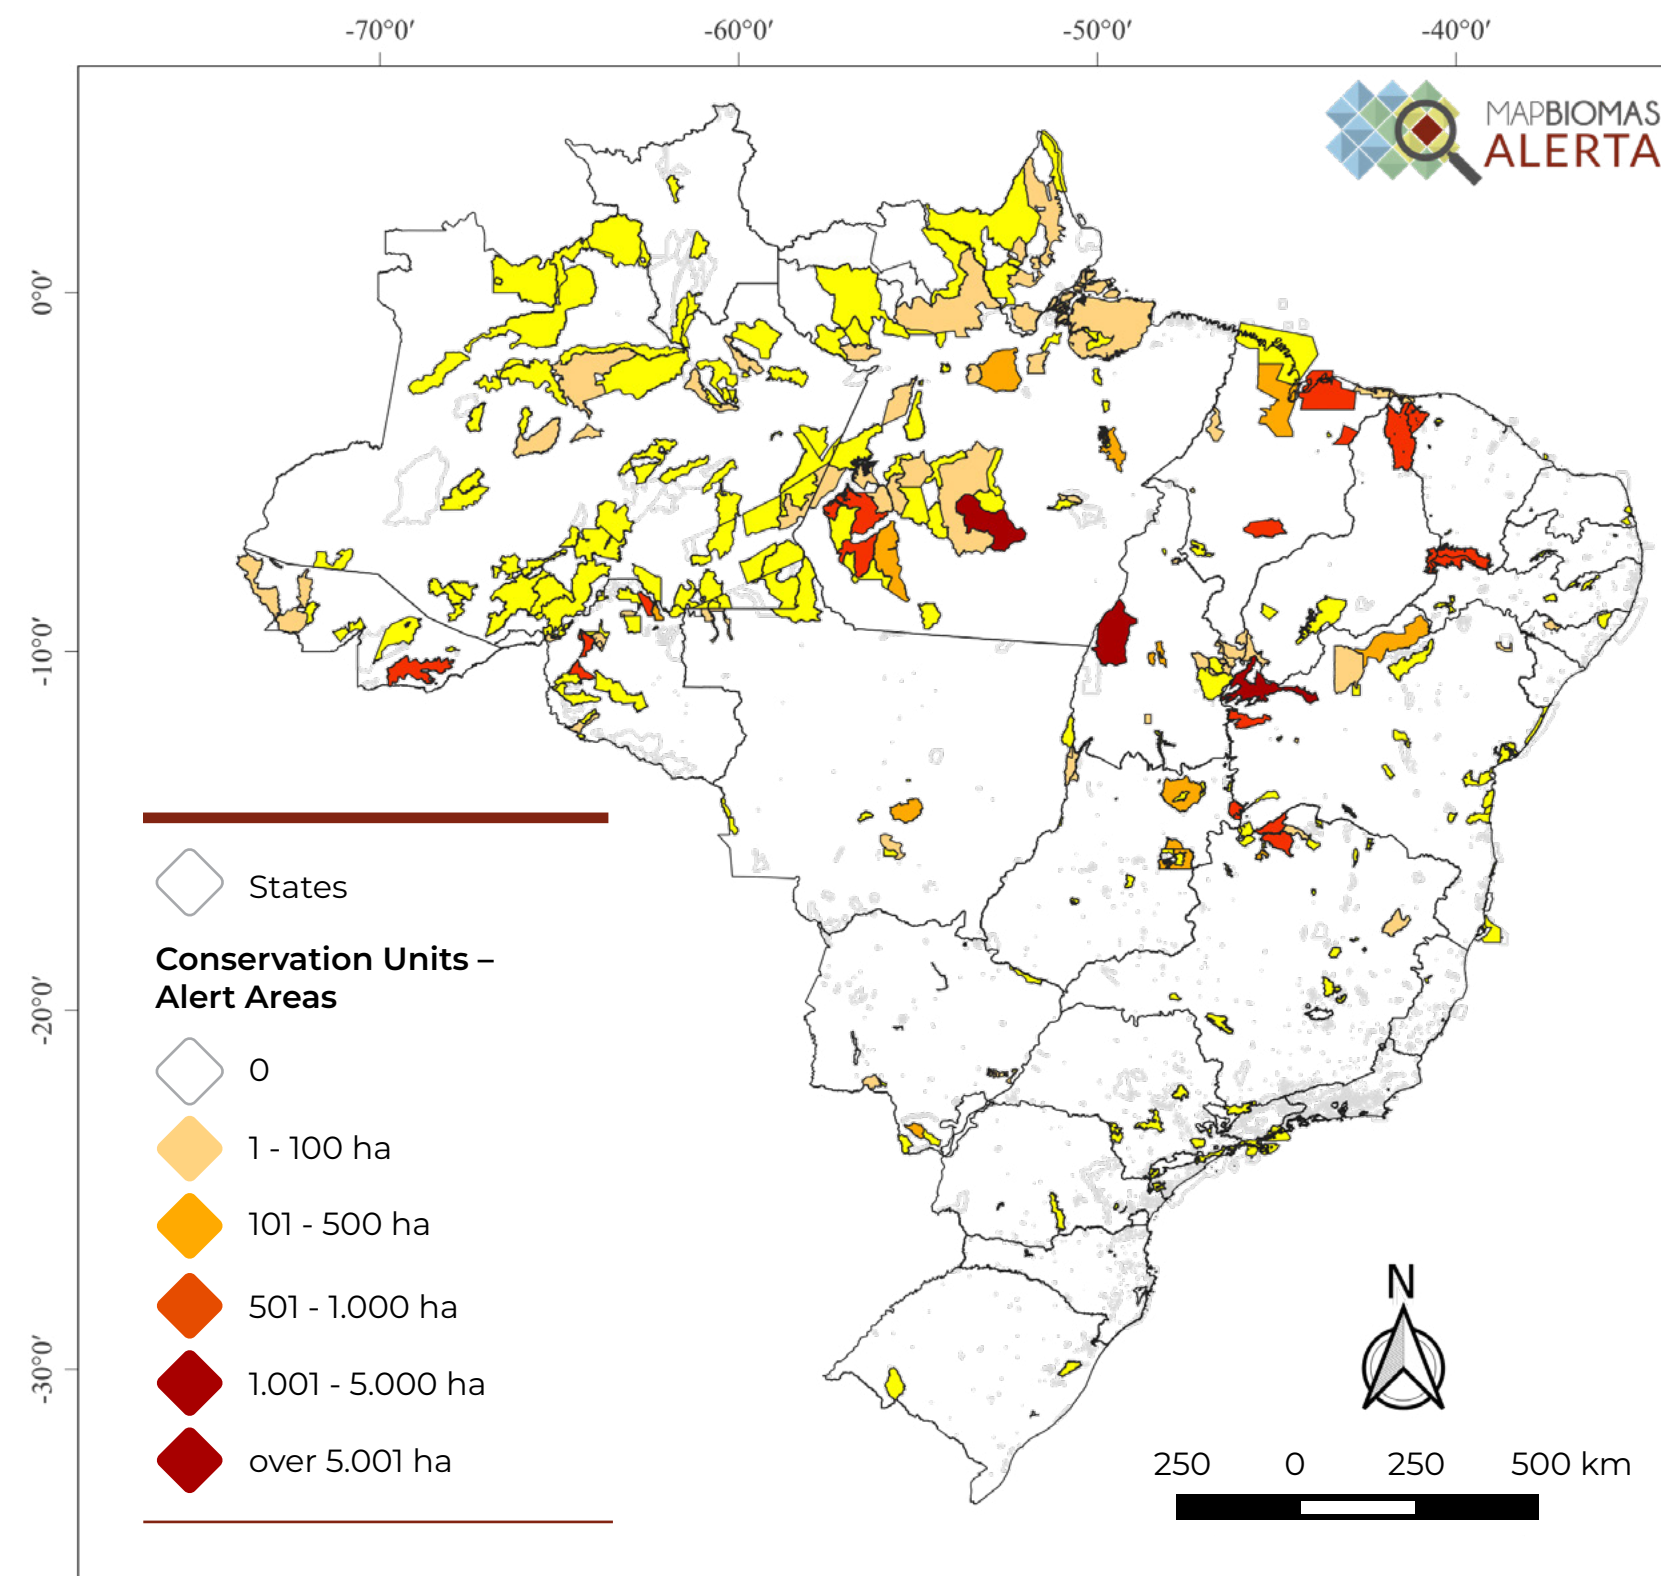 -70°0′ -60°0′ -50°0′ -40°0′
MAPBIOMAS
ALERTA
0°0′
-10°0′
-20°0′
-30°0′
States
Conservation Units –
Alert Areas
0
1 - 100 ha
101 - 500 ha
501 - 1.000 ha
1.001 - 5.000 ha
over 5.001 ha
N
250 0 250 500 km